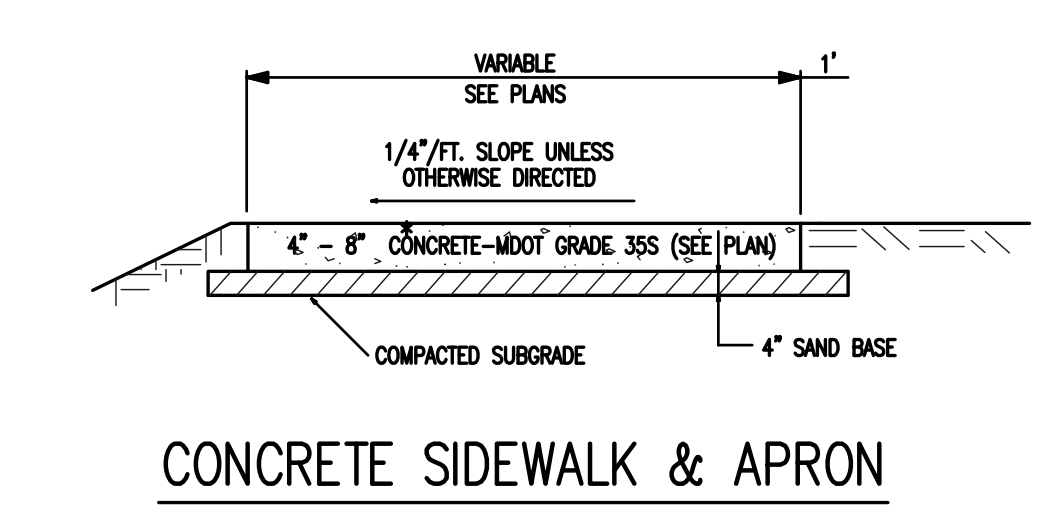 VARIABLE
1'
SEE PLANS
1/4"/FT. SLOPE UNLESS
OTHERWISE DIRECTED
4" - 8" * CONCRETE-MDOT GRADE 35S (SEE PLAN)
COMPACTED SUBGRADE
4" SAND BASE
CONCRETE SIDEWALK & APRON